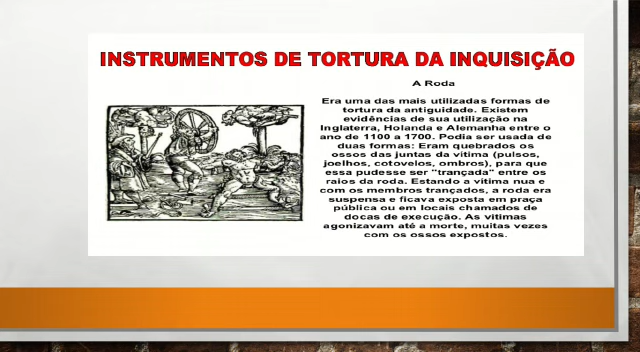 INSTRUMENTOS DE TORTURA DA INQUISIÇÃO
A Roda
Era uma das mais utilizadas formas de
tortura da antiguidade. Existem
evidências de sua utilização na
Inglaterra, Holanda e Alemanha entre o
ano de 1100 a 1700. Podia ser usada de
duas formas: Eram quebrados os
ossos das juntas da vítima (pulsos,
joelhos, cotovelos, ombros), para que
essa pudesse ser "trançada" entre os
raios da roda. Estando a vítima nua e
com os membros trançados, a roda era
suspensa e ficava exposta em praça
pública ou em locais chamados de
docas de execução. As vítimas
agonizavam até a morte, muitas vezes
com os ossos expostos.